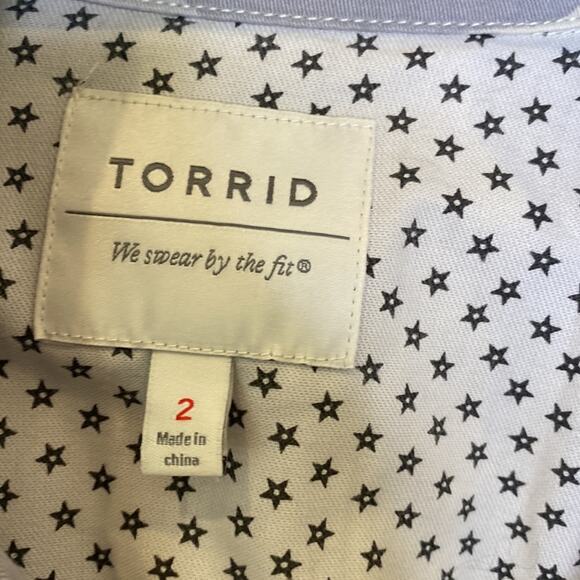 TORRID
We swear by the fit®
2
Made in
china